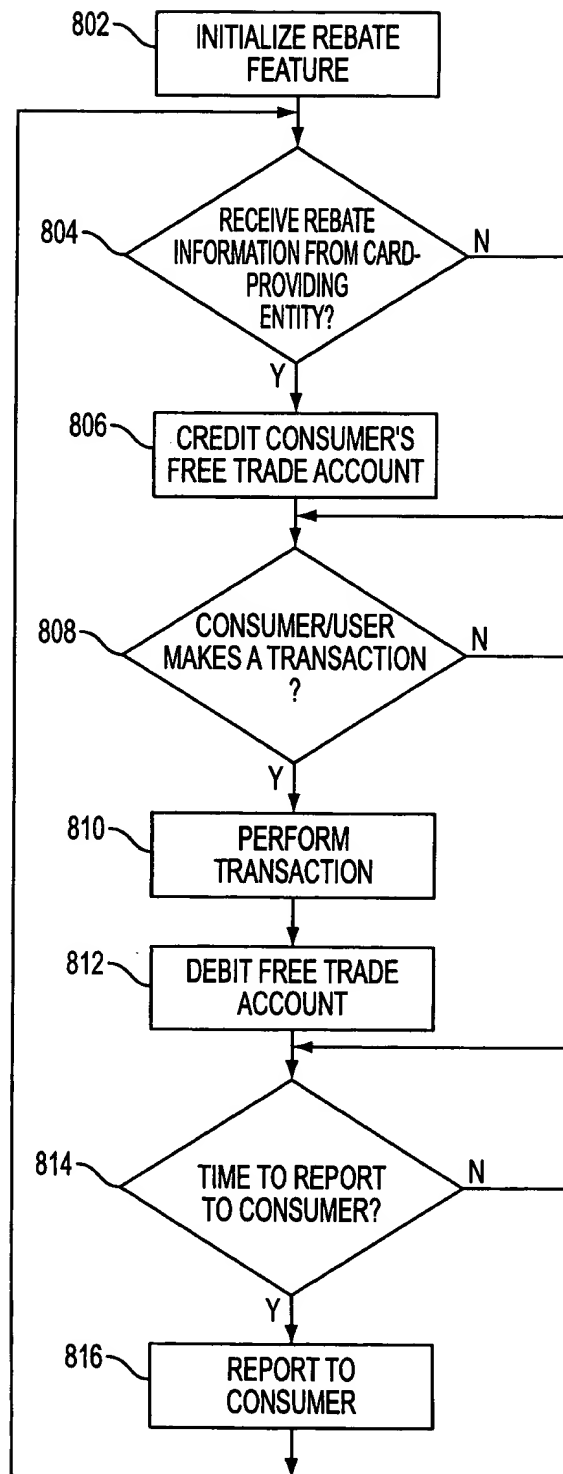 802
INITIALIZE REBATE
FEATURE
804
RECEIVE REBATE
INFORMATION FROM CARD-
PROVIDING
ENTITY?
N
Y
806
CREDIT CONSUMER'S
FREE TRADE ACCOUNT
808
CONSUMER/USER
MAKES A TRANSACTION
?
N
Y
810
PERFORM
TRANSACTION
812
DEBIT FREE TRADE
ACCOUNT
814
TIME TO REPORT
TO CONSUMER?
N
Y
816
REPORT TO
CONSUMER